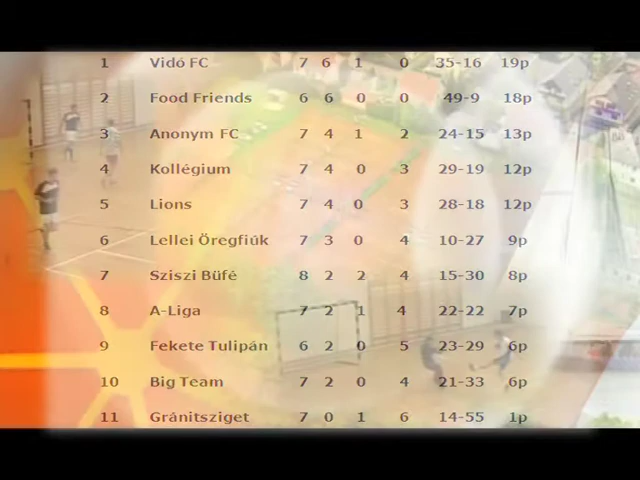 1 Vidó FC 7 6 1 0 35-16 19p
2 Food Friends 6 6 0 0 49-9 18p
3 Anonym FC 7 4 1 2 24-15 13p
4 Kollégium 7 4 0 3 29-19 12p
5 Lions 7 4 0 3 28-18 12p
6 Lellei Öregfiúk 7 3 0 4 10-27 9p
7 Sziszi Büfé 8 2 2 4 15-30 8p
8 A-Liga 7 2 1 4 22-22 7p
9 Fekete Tulipán 6 2 0 5 23-29 6p
10 Big Team 7 2 0 4 21-33 6p
11 Gránitsziget 7 0 1 6 14-55 1p